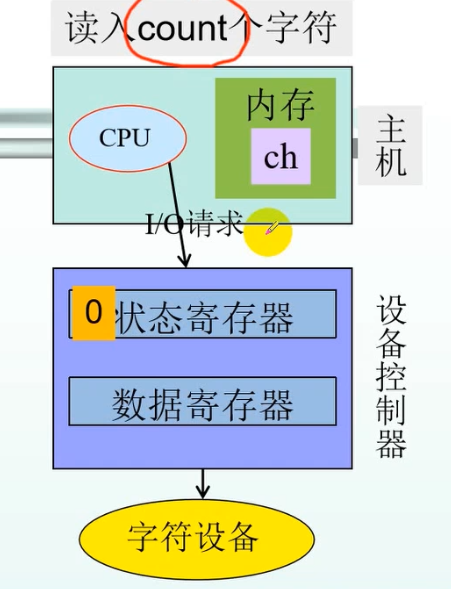 读入count个字符
CPU
内存
ch
主机
I/O请求
0
状态寄存器
数据寄存器
设备控制器
字符设备